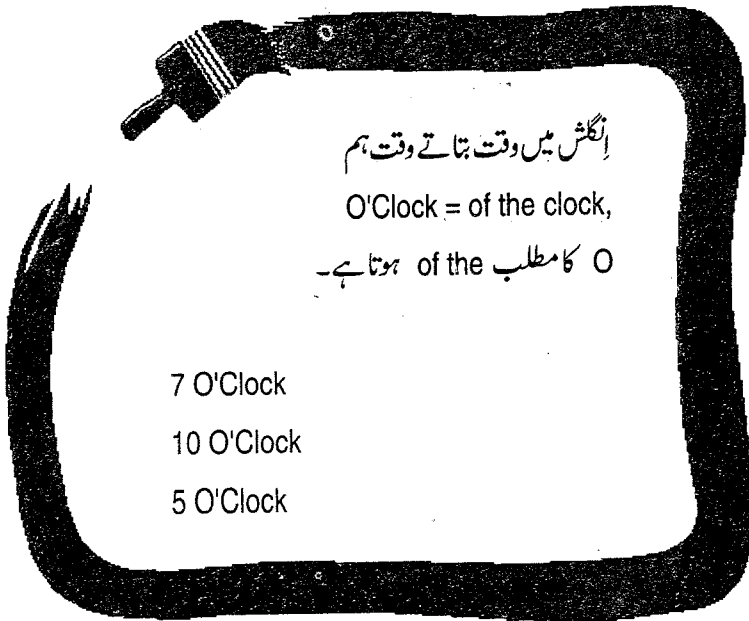 اِنگلش میں وقت بتاتے وقت ہم
O'Clock = of the clock,
O کا مطلب of the ہوتا ہے۔
7 O'Clock
10 O'Clock
5 O'Clock